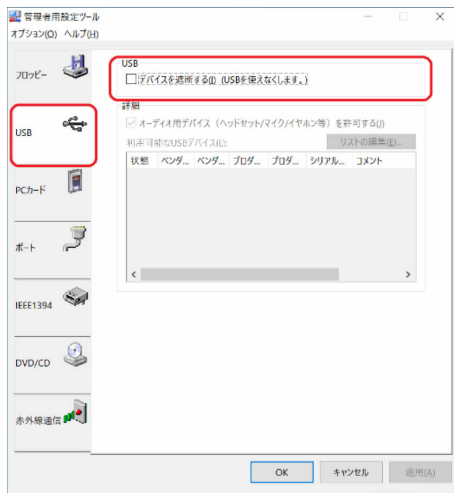 管理者用設定ツール
オプション(O) ヘルプ(H)
フロッピー
USB
PCカード
ポート
IEEE1394
DVD/CD
赤外線通信
USB
デバイスを遮断する(D) (USBを使えなくします。)
詳細
オーディオ用デバイス（ヘッドセット/マイク/イヤホン等）を許可する(J)
利用可能なUSBデバイス(L):
リストの編集(E)...
状態 ベンダ... ベンダ... プロダ... プロダ... シリアル... コメント
OK キャンセル 適用(A)